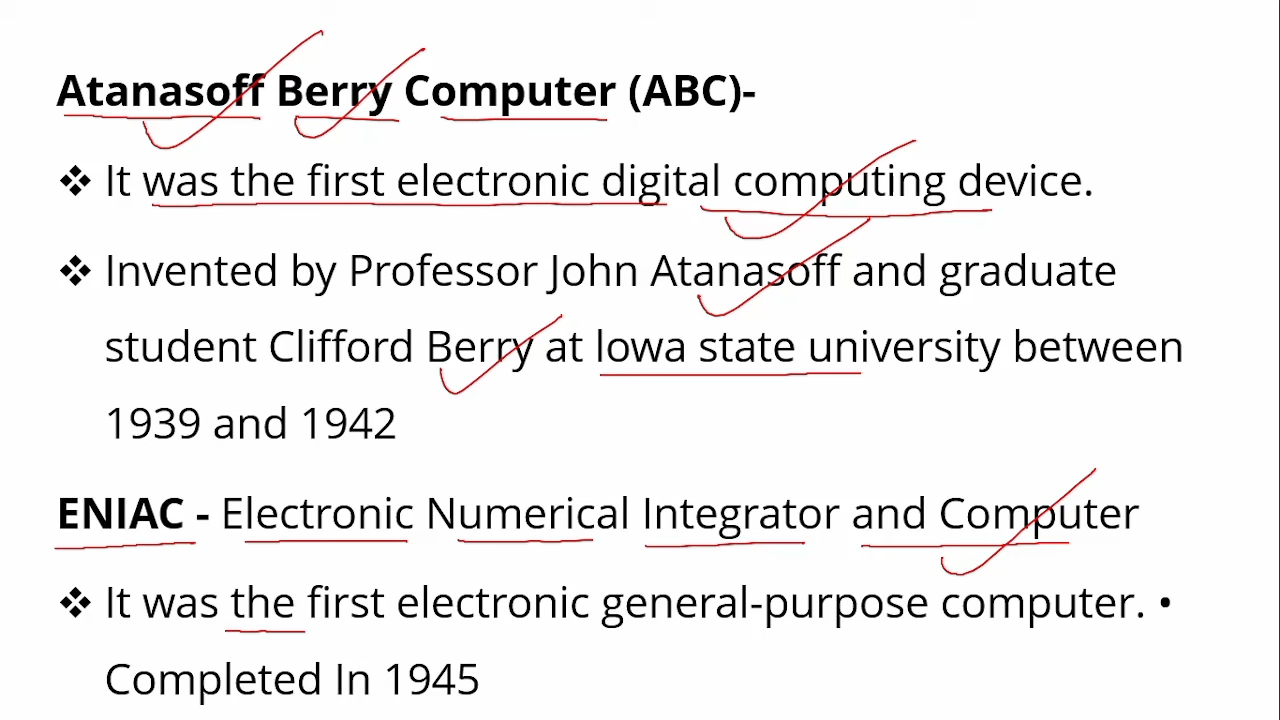 Atanasoff Berry Computer (ABC)-
❖ It was the first electronic digital computing device.
❖ Invented by Professor John Atanasoff and graduate
student Clifford Berry at lowa state university between
1939 and 1942
ENIAC - Electronic Numerical Integrator and Computer
❖ It was the first electronic general-purpose computer. •
Completed In 1945